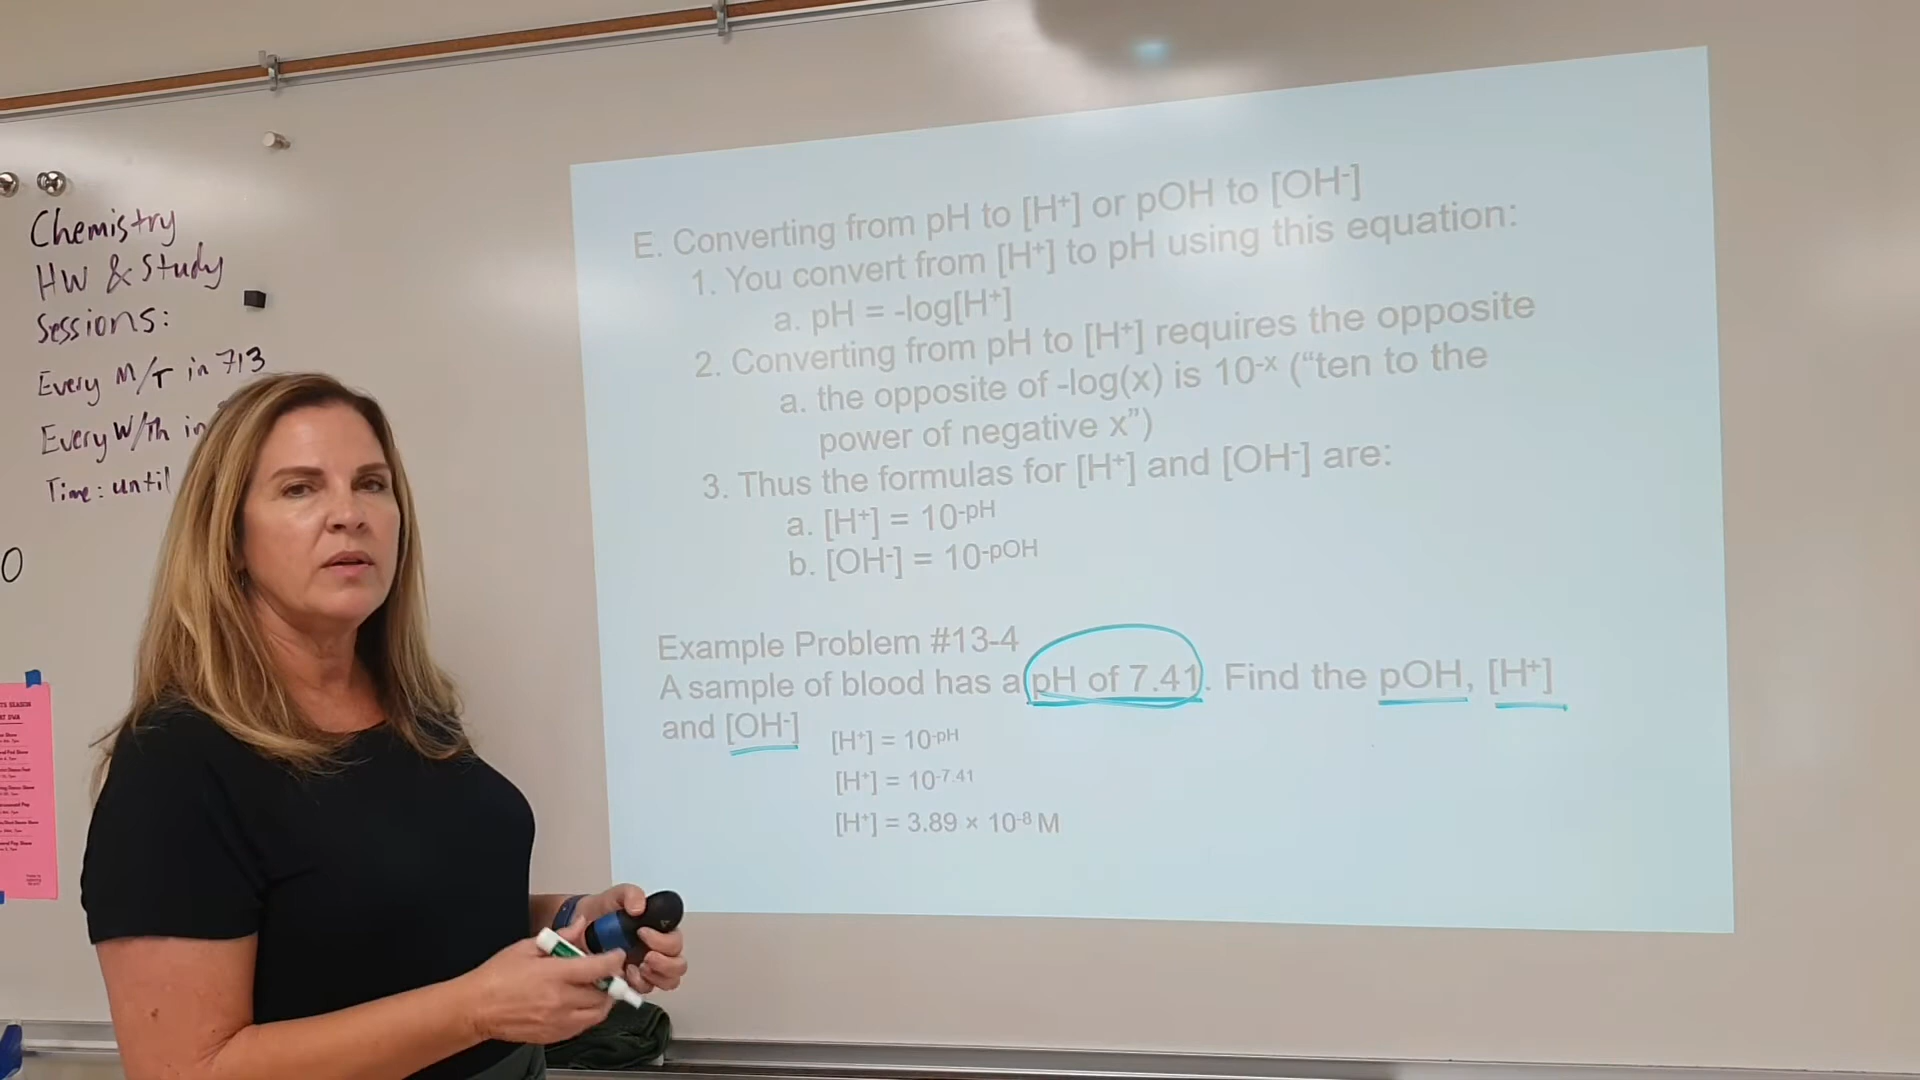 Chemistry
HW & Study
Sessions:
Every M/T in 713
Every W/Th in
Time: until
O
E. Converting from pH to [H⁺] or pOH to [OH⁻]
1. You convert from [H⁺] to pH using this equation:
a. pH = -log[H⁺]
2. Converting from pH to [H⁺] requires the opposite
a. the opposite of -log(x) is 10⁻ˣ (“ten to the
power of negative x”)
3. Thus the formulas for [H⁺] and [OH⁻] are:
a. [H⁺] = 10⁻ᵖᴴ
b. [OH⁻] = 10⁻ᵖᴼᴴ
Example Problem #13-4
A sample of blood has a pH of 7.41. Find the pOH, [H⁺]
and [OH⁻]
[H⁺] = 10⁻ᵖᴴ
[H⁺] = 10⁻⁷·⁴¹
[H⁺] = 3.89 × 10⁻⁸ M